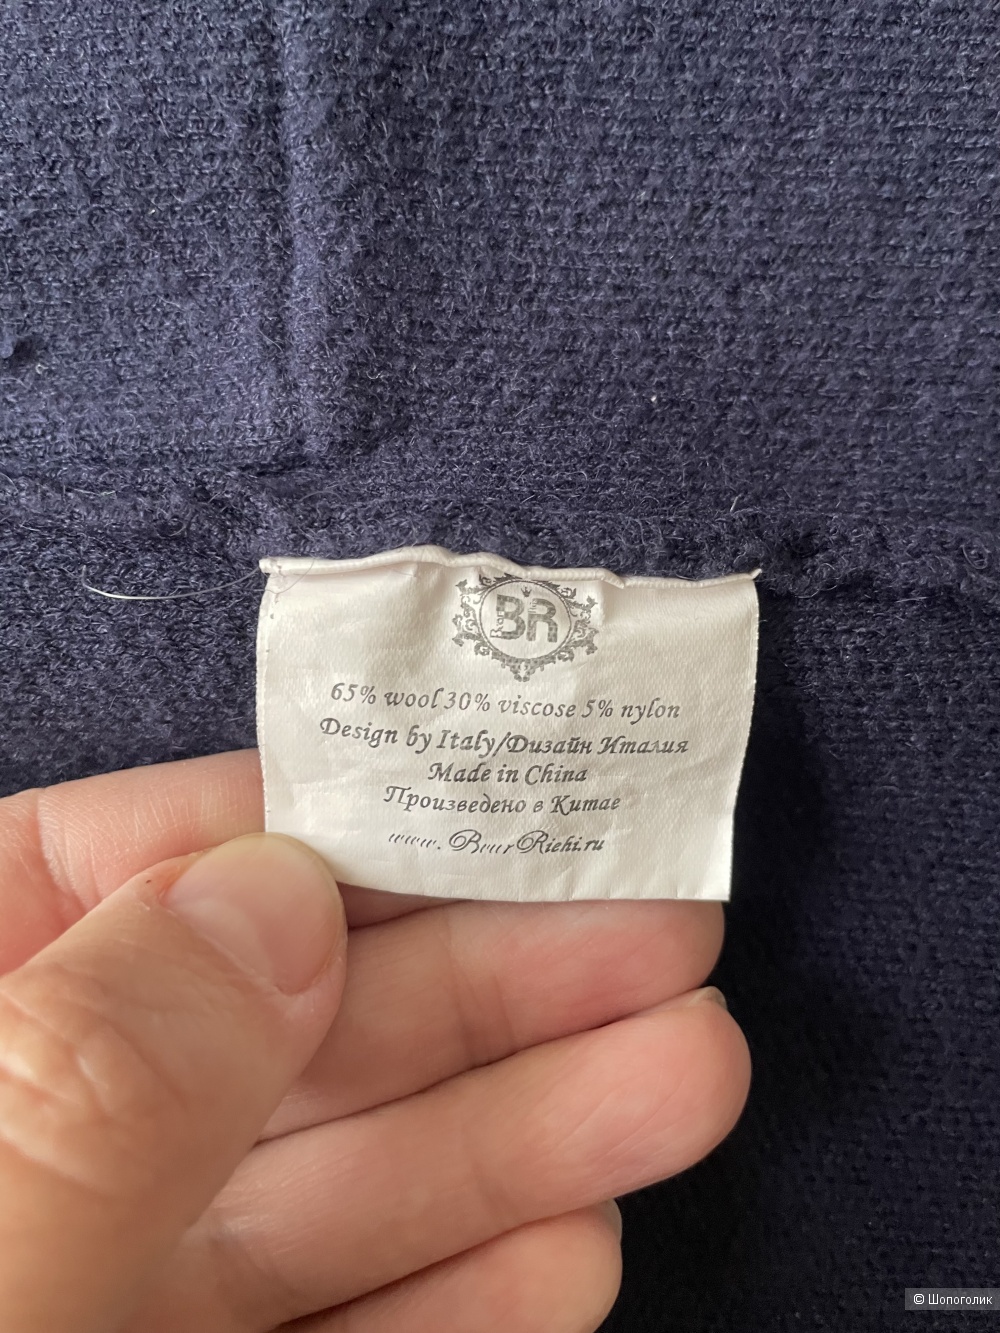 BR
65% wool 30% viscose 5% nylon
Design by Italy/Дизайн Италия
Made in China
Произведено в Китае
www.BeurRichi.ru
© Шопоголик